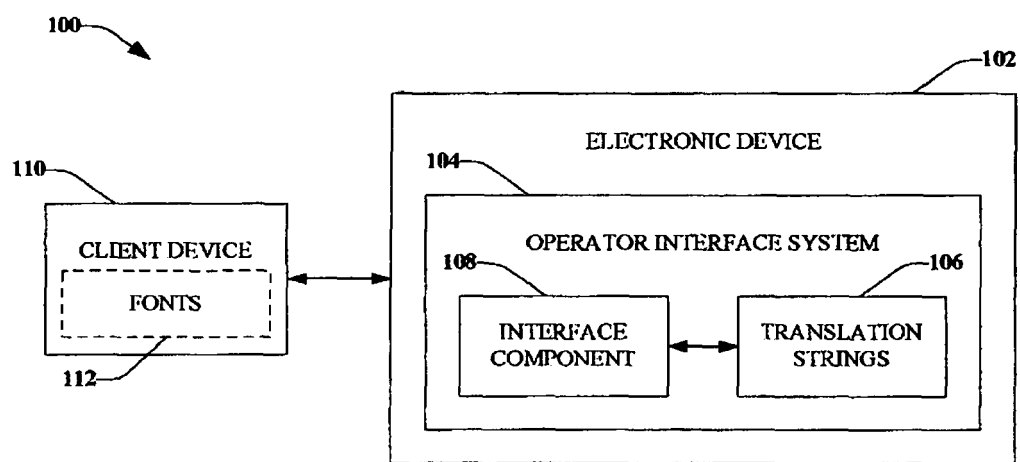 100
102
ELECTRONIC DEVICE
104
110
OPERATOR INTERFACE SYSTEM
CLIENT DEVICE
108
106
FONTS
INTERFACE
COMPONENT
TRANSLATION
STRINGS
112